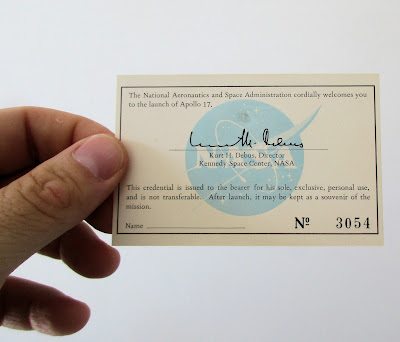 The National Aeronautics and Space Administration cordially welcomes you
to the launch of Apollo 17.
Kurt H. Debus
Kurt H. Debus, Director
Kennedy Space Center, NASA
This credential is issued to the bearer for his sole, exclusive, personal use,
and is not transferable. After launch, it may be kept as a souvenir of the
mission.
Name
Nº 3054